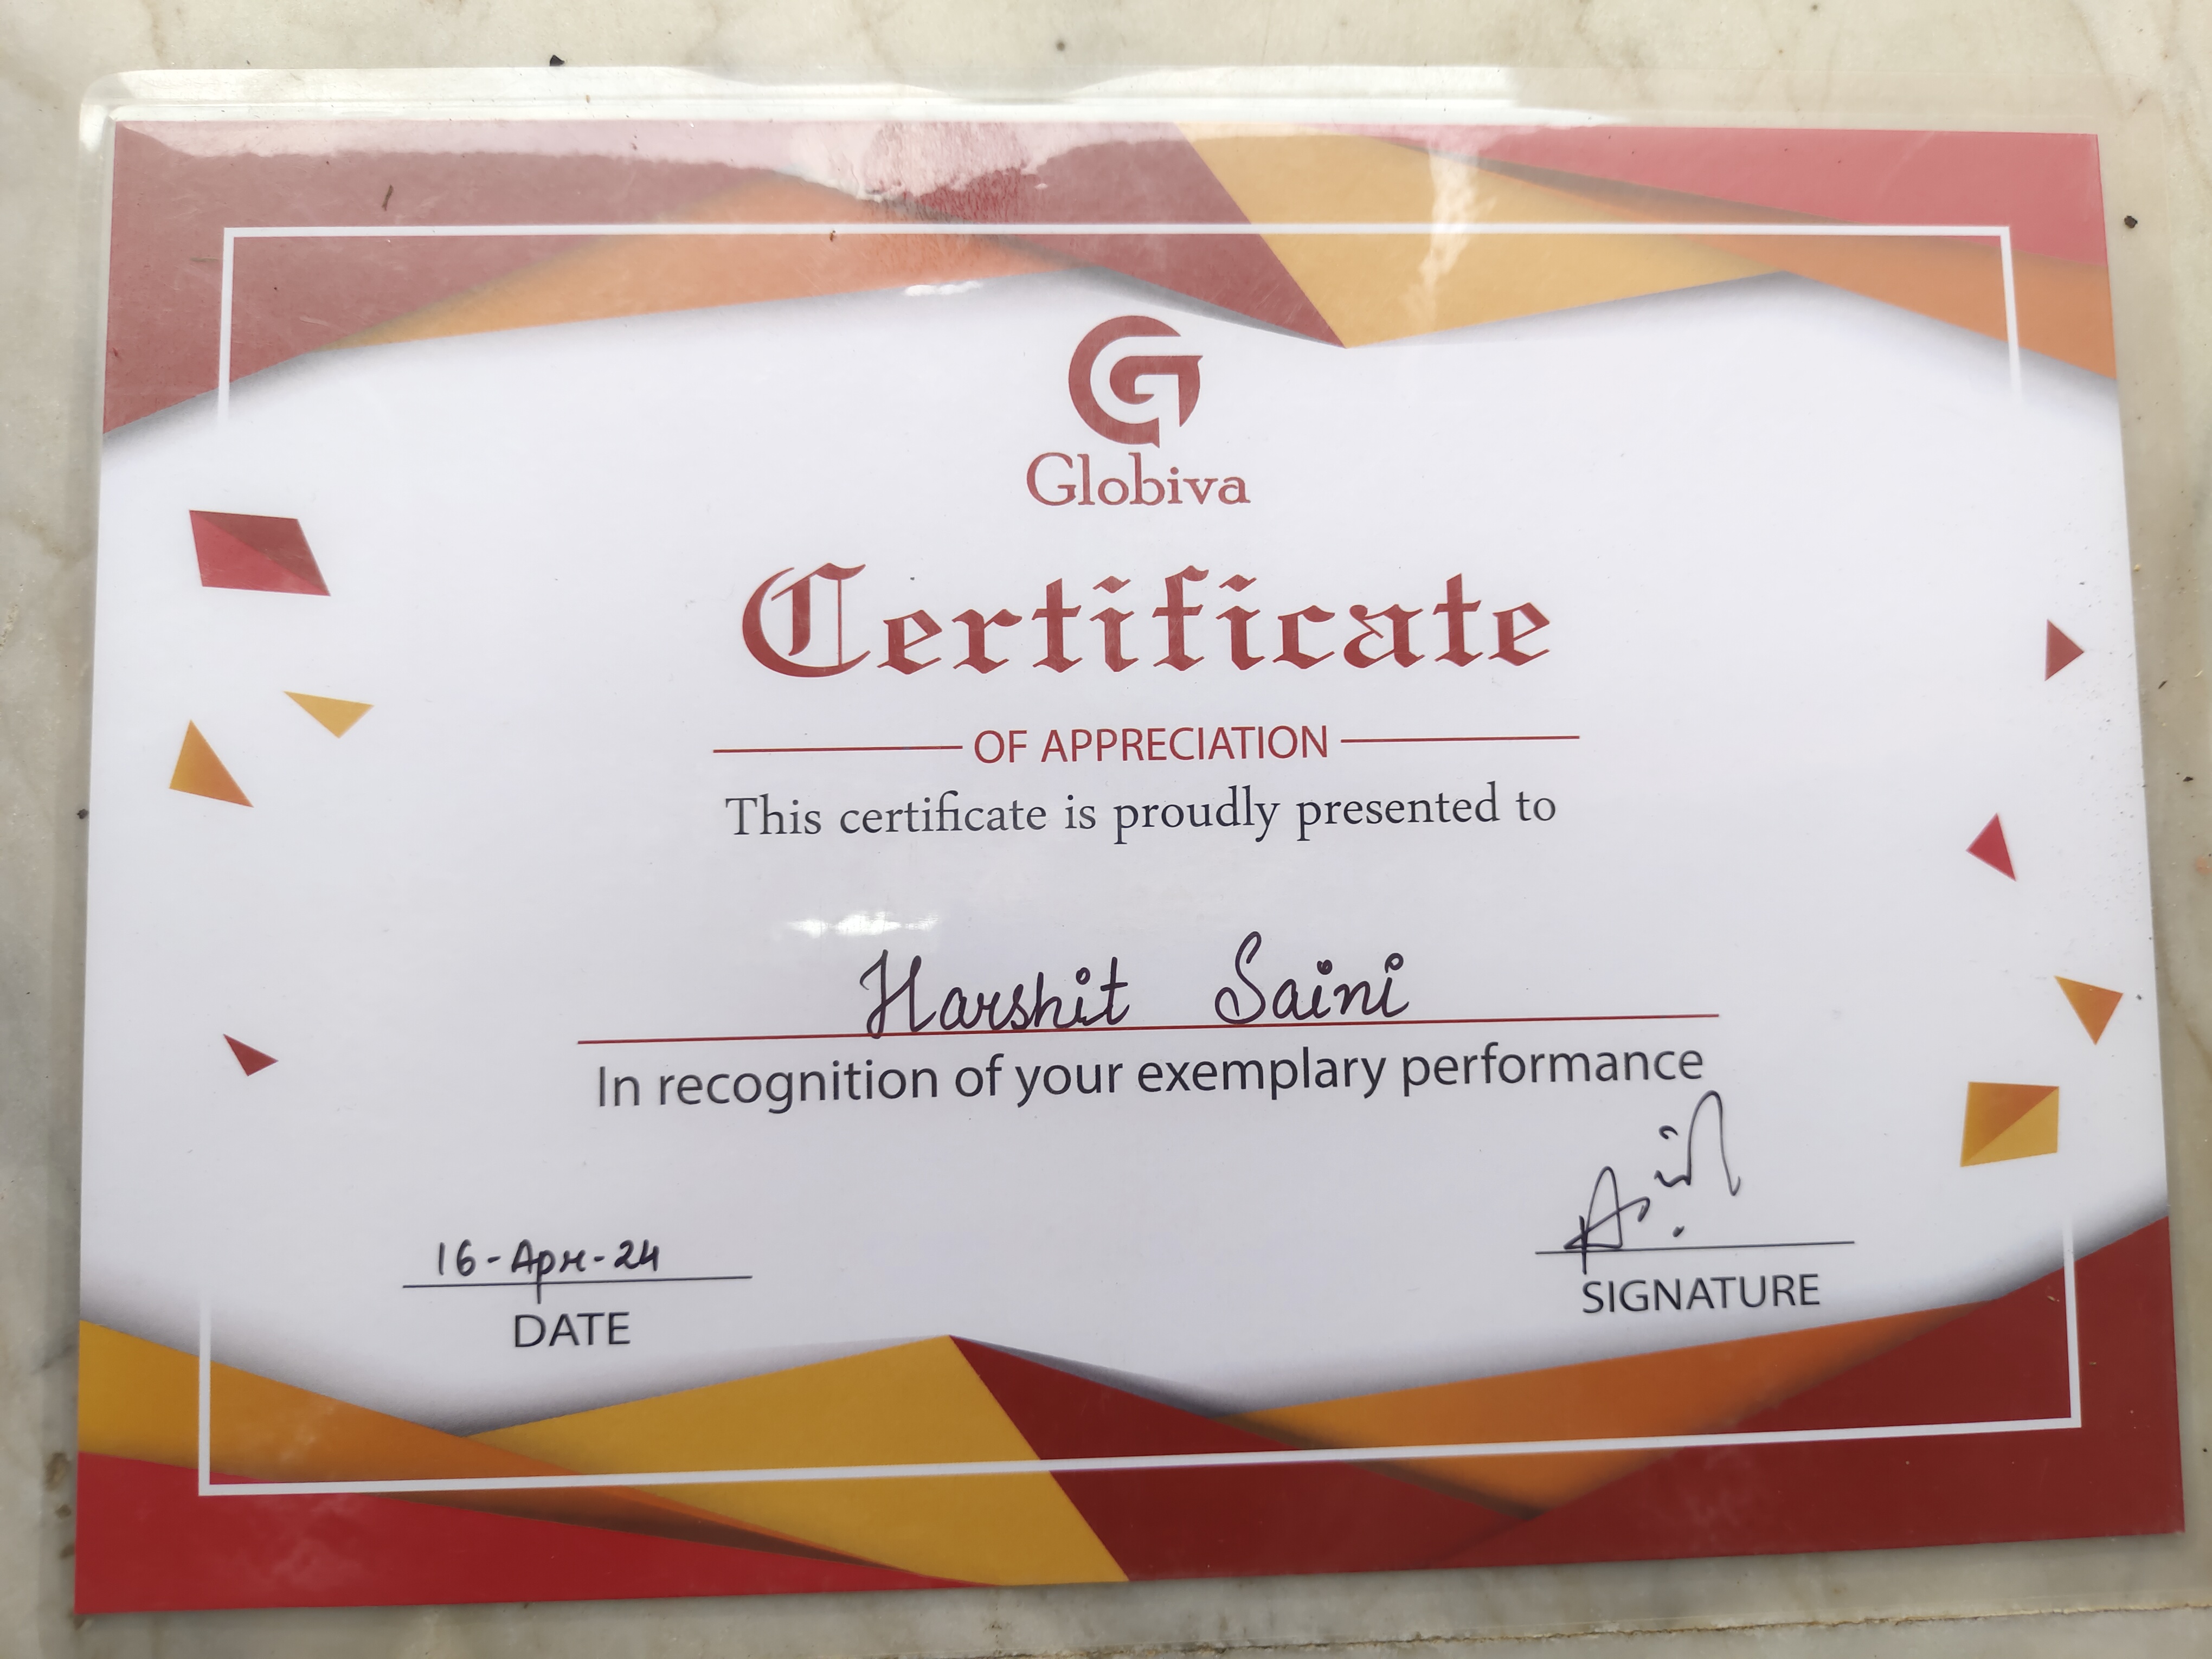 Globiva
Certificate
OF APPRECIATION
This certificate is proudly presented to
Harshit Saini
In recognition of your exemplary performance
16-Apr-24
DATE
SIGNATURE